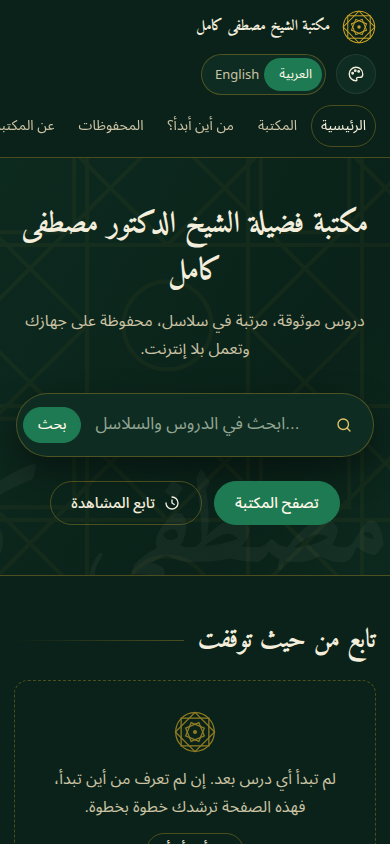 مكتبة الشيخ مصطفى كامل
العربية English
الرئيسية المكتبة من أين أبدأ؟ المحفوظات عن المكتبة
مكتبة فضيلة الشيخ الدكتور مصطفى
كامل
دروس موثوقة، مرتبة في سلاسل، محفوظة على جهازك
وتعمل بلا إنترنت.
ابحث في الدروس والسلاسل... بحث
تصفح المكتبة تابع المشاهدة
مصطفى
تابع من حيث توقفت
لم تبدأ أي درس بعد. إن لم تعرف من أين تبدأ،
فهذه الصفحة ترشدك خطوة بخطوة.